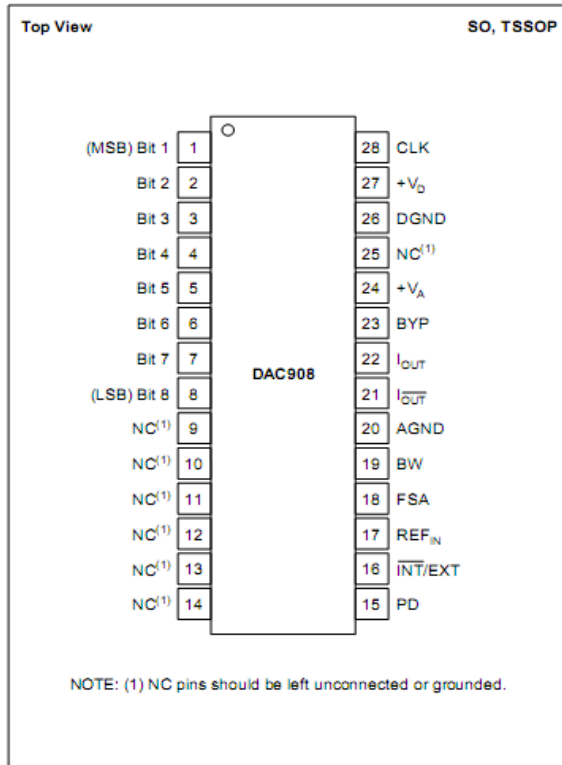 Top View SO, TSSOP
(MSB) Bit 1 1 28 CLK
Bit 2 2 27 +V_D
Bit 3 3 26 DGND
Bit 4 4 25 NC⁽¹⁾
Bit 5 5 24 +V_A
Bit 6 6 23 BYP
Bit 7 7 22 I_OUT
DAC908
(LSB) Bit 8 8 21 I_O̅U̅T̅
NC⁽¹⁾ 9 20 AGND
NC⁽¹⁾ 10 19 BW
NC⁽¹⁾ 11 18 FSA
NC⁽¹⁾ 12 17 REF_IN
NC⁽¹⁾ 13 16 I̅N̅T̅/EXT
NC⁽¹⁾ 14 15 PD
NOTE: (1) NC pins should be left unconnected or grounded.